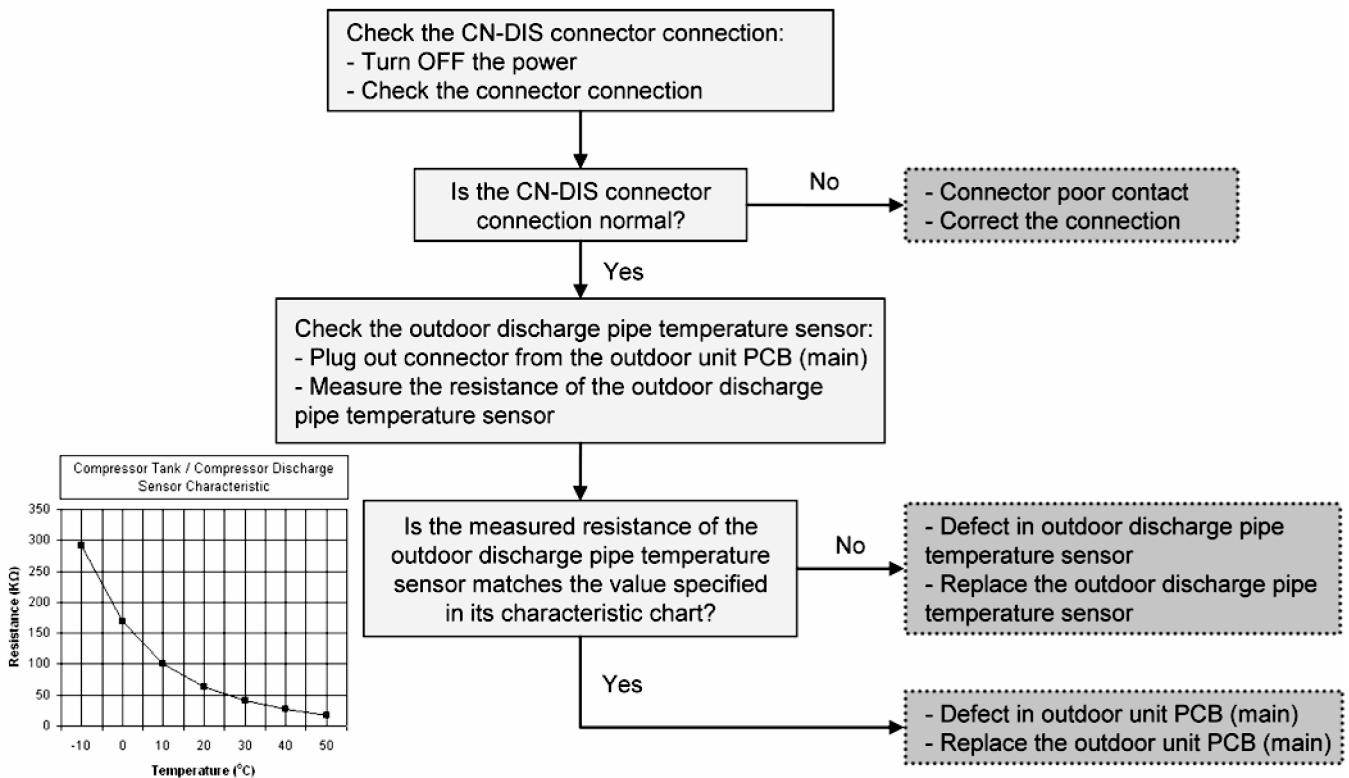 Check the CN-DIS connector connection:
- Turn OFF the power
- Check the connector connection
Is the CN-DIS connector
connection normal?
No
- Connector poor contact
- Correct the connection
Yes
Check the outdoor discharge pipe temperature sensor:
- Plug out connector from the outdoor unit PCB (main)
- Measure the resistance of the outdoor discharge
pipe temperature sensor
Compressor Tank / Compressor Discharge
Sensor Characteristic
350
300
250
200
150
100
50
0
Resistance (KΩ)
-10 0 10 20 30 40 50
Temperature (°C)
Is the measured resistance of the
outdoor discharge pipe temperature
sensor matches the value specified
in its characteristic chart?
No
- Defect in outdoor discharge pipe
temperature sensor
- Replace the outdoor discharge pipe
temperature sensor
Yes
- Defect in outdoor unit PCB (main)
- Replace the outdoor unit PCB (main)